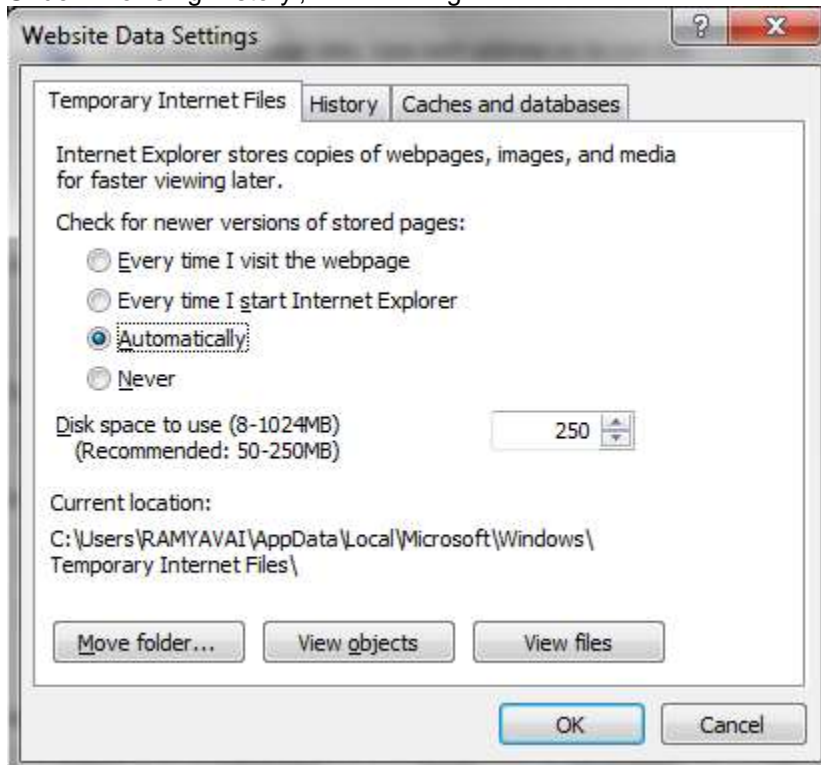 Website Data Settings
Temporary Internet Files History Caches and databases
Internet Explorer stores copies of webpages, images, and media
for faster viewing later.
Check for newer versions of stored pages:
Every time I visit the webpage
Every time I start Internet Explorer
Automatically
Never
Disk space to use (8-1024MB) 250
(Recommended: 50-250MB)
Current location:
C:\Users\RAMYAVAI\AppData\Local\Microsoft\Windows\
Temporary Internet Files\
Move folder... View objects View files
OK Cancel